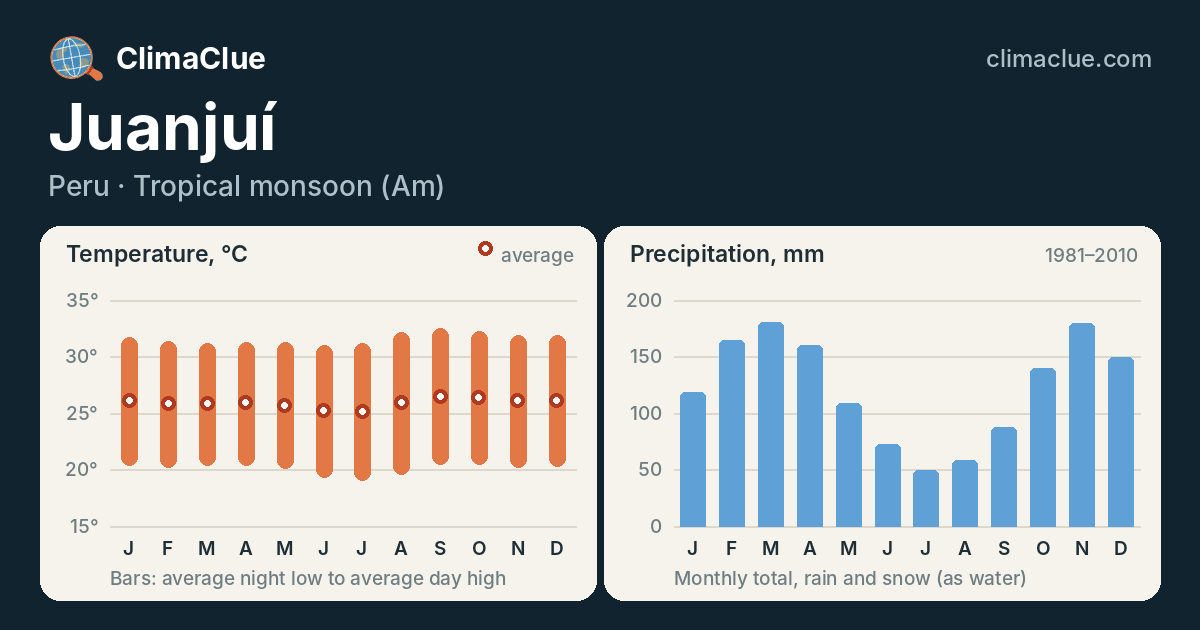 ClimaClue
climaclue.com
Juanjuí
Peru · Tropical monsoon (Am)
Temperature, °C
average
35°
30°
25°
20°
15°
J F M A M J J A S O N D
Bars: average night low to average day high
Precipitation, mm
1981–2010
200
150
100
50
0
J F M A M J J A S O N D
Monthly total, rain and snow (as water)